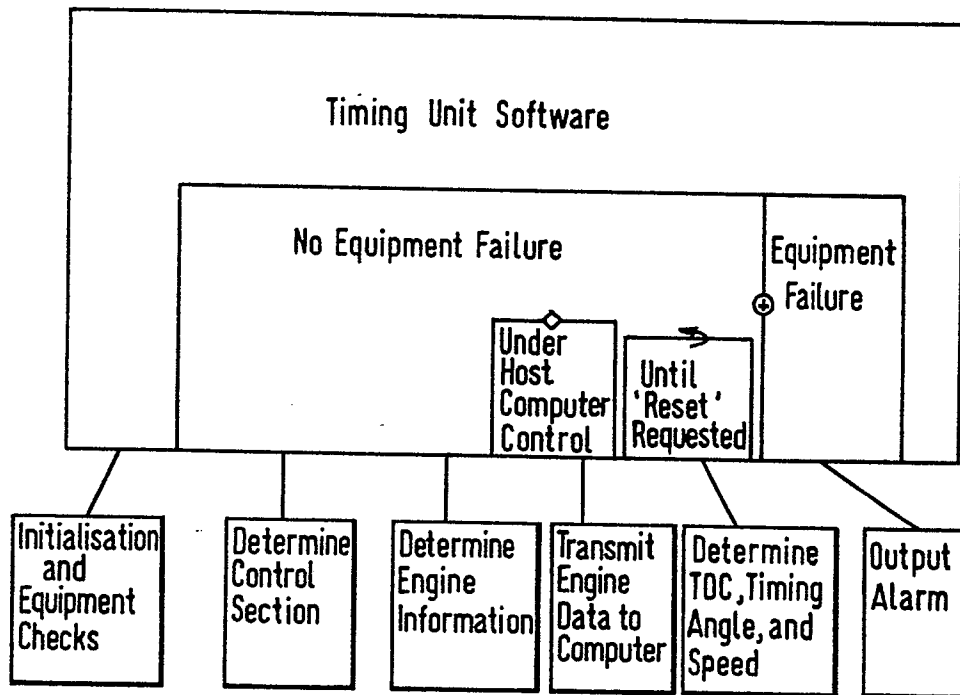 Timing Unit Software
No Equipment Failure
Equipment
Failure
Under
Host
Computer
Control
Until
'Reset'
Requested
Initialisation
and
Equipment
Checks
Determine
Control
Section
Determine
Engine
Information
Transmit
Engine
Data to
Computer
Determine
TDC, Timing
Angle, and
Speed
Output
Alarm